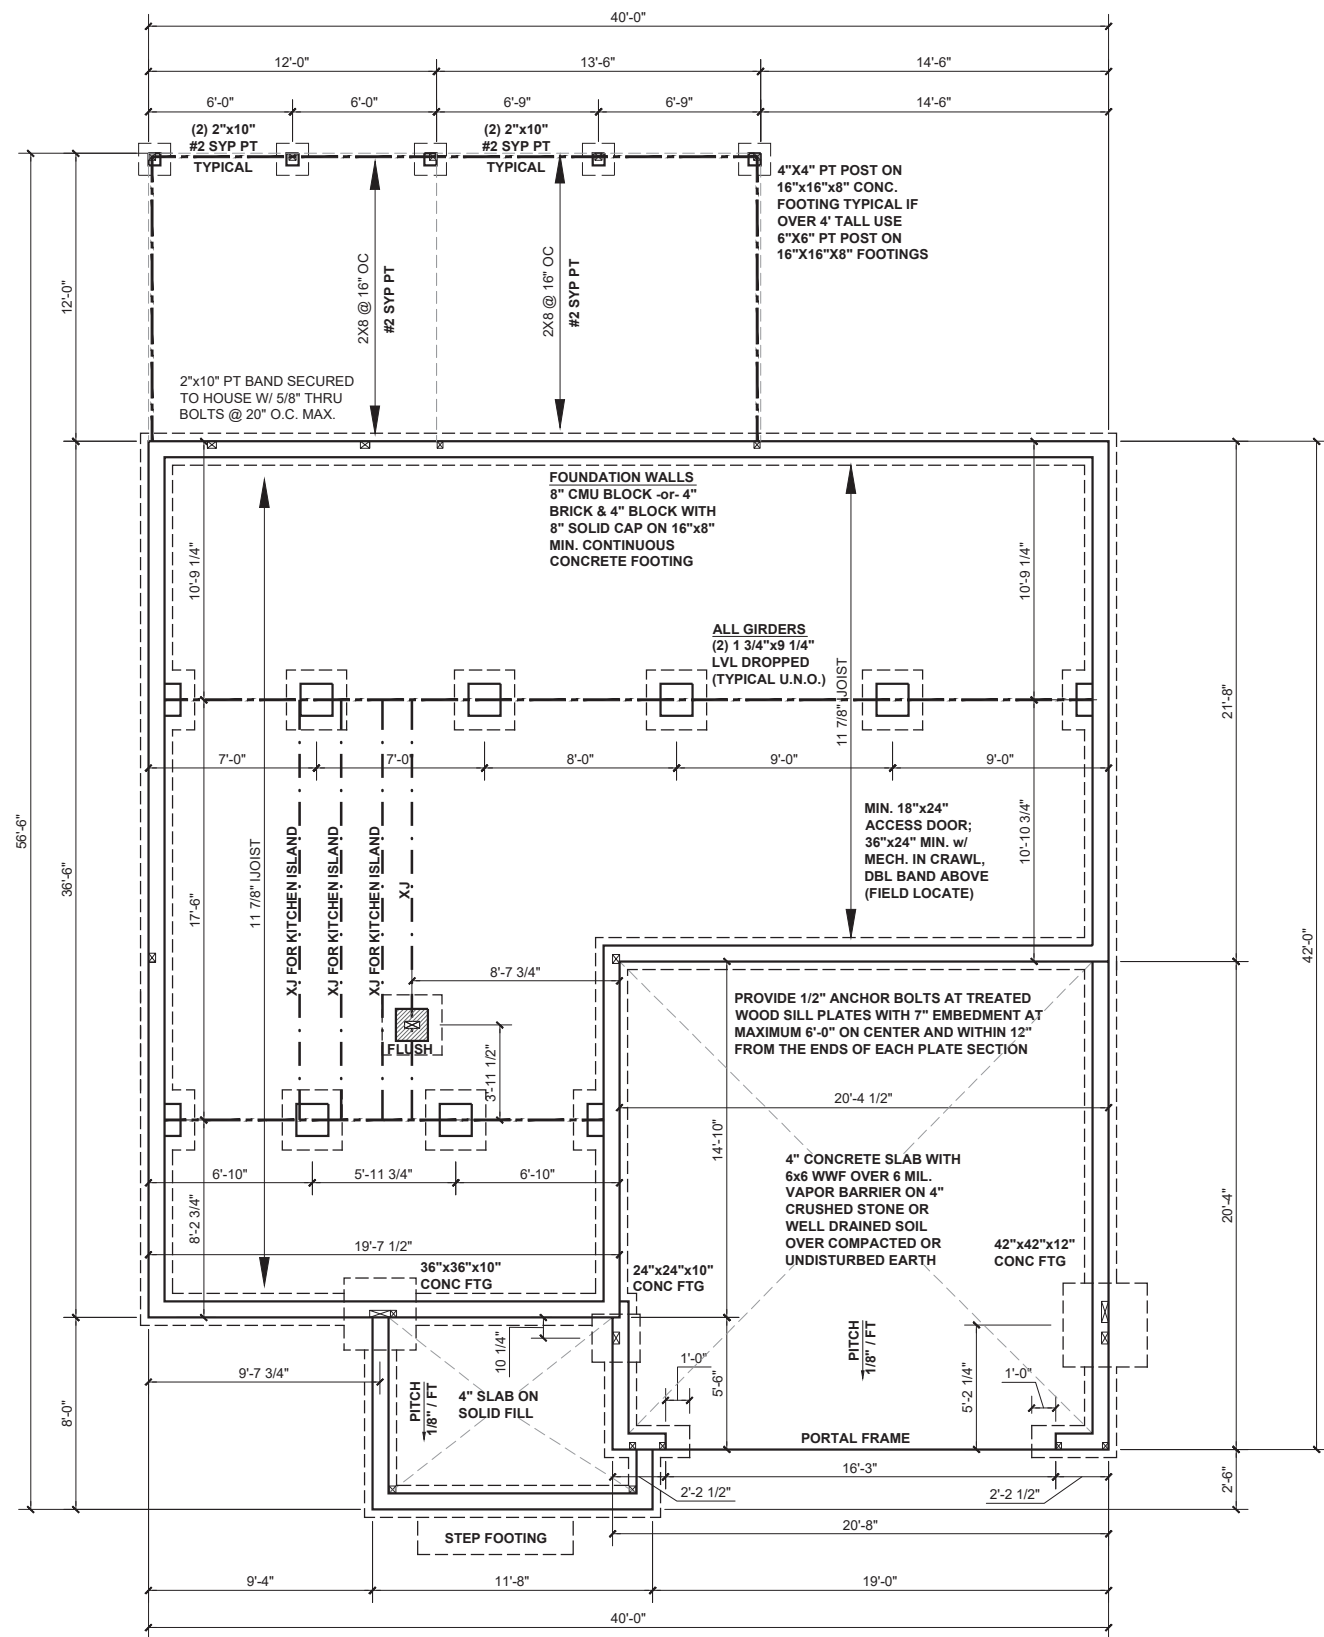 40'-0"
12'-0"
13'-6"
14'-6"
6'-0"
6'-0"
6'-9"
6'-9"
14'-6"
(2) 2"x10"
#2 SYP PT
TYPICAL
(2) 2"x10"
#2 SYP PT
TYPICAL
4"X4" PT POST ON
16"x16"x8" CONC.
FOOTING TYPICAL IF
OVER 4' TALL USE
6"X6" PT POST ON
16"X16"X8" FOOTINGS
12'-0"
2X8 @ 16" OC
#2 SYP PT
2X8 @ 16" OC
#2 SYP PT
2"x10" PT BAND SECURED
TO HOUSE W/ 5/8" THRU
BOLTS @ 20" O.C. MAX.
FOUNDATION WALLS
8" CMU BLOCK -or- 4"
BRICK & 4" BLOCK WITH
8" SOLID CAP ON 16"x8"
MIN. CONTINUOUS
CONCRETE FOOTING
10'-9 1/4"
10'-9 1/4"
ALL GIRDERS
(2) 1 3/4"x9 1/4"
LVL DROPPED
(TYPICAL U.N.O.)
11 7/8" IJOIST
21'-8"
7'-0"
7'-0"
8'-0"
9'-0"
9'-0"
56'-6"
36'-6"
17'-6"
11 7/8" IJOIST
XJ FOR KITCHEN ISLAND
XJ FOR KITCHEN ISLAND
XJ FOR KITCHEN ISLAND
XJ
MIN. 18"x24"
ACCESS DOOR;
36"x24" MIN. w/
MECH. IN CRAWL,
DBL BAND ABOVE
(FIELD LOCATE)
10'-10 3/4"
42'-0"
8'-7 3/4"
PROVIDE 1/2" ANCHOR BOLTS AT TREATED
WOOD SILL PLATES WITH 7" EMBEDMENT AT
MAXIMUM 6'-0" ON CENTER AND WITHIN 12"
FROM THE ENDS OF EACH PLATE SECTION
FLUSH
3'-11 1/2"
20'-4 1/2"
14'-10"
6'-10"
5'-11 3/4"
6'-10"
8'-2 3/4"
4" CONCRETE SLAB WITH
6x6 WWF OVER 6 MIL.
VAPOR BARRIER ON 4"
CRUSHED STONE OR
WELL DRAINED SOIL
OVER COMPACTED OR
UNDISTURBED EARTH
20'-4"
19'-7 1/2"
36"x36"x10"
CONC FTG
24"x24"x10"
CONC FTG
42"x42"x12"
CONC FTG
10 1/4"
PITCH
1/8" / FT
9'-7 3/4"
1'-0"
5'-6"
5'-2 1/4"
1'-0"
8'-0"
PITCH
1/8" / FT
4" SLAB ON
SOLID FILL
PORTAL FRAME
16'-3"
2'-2 1/2"
2'-2 1/2"
2'-6"
20'-8"
STEP FOOTING
9'-4"
11'-8"
19'-0"
40'-0"